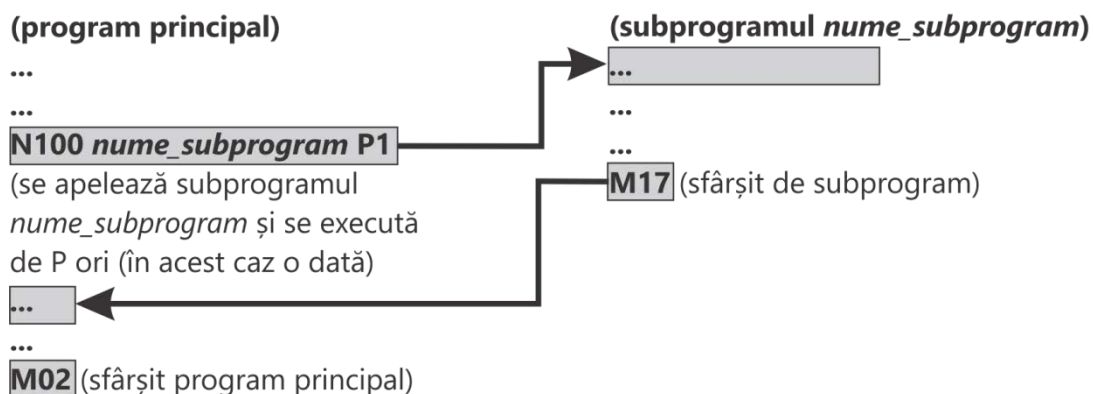 (program principal)
...
...
N100 nume_subprogram P1
(se apelează subprogramul
nume_subprogram și se execută
de P ori (în acest caz o dată)
...
...
M02 (sfârșit program principal)
(subprogramul nume_subprogram)
...
...
...
M17 (sfârșit de subprogram)